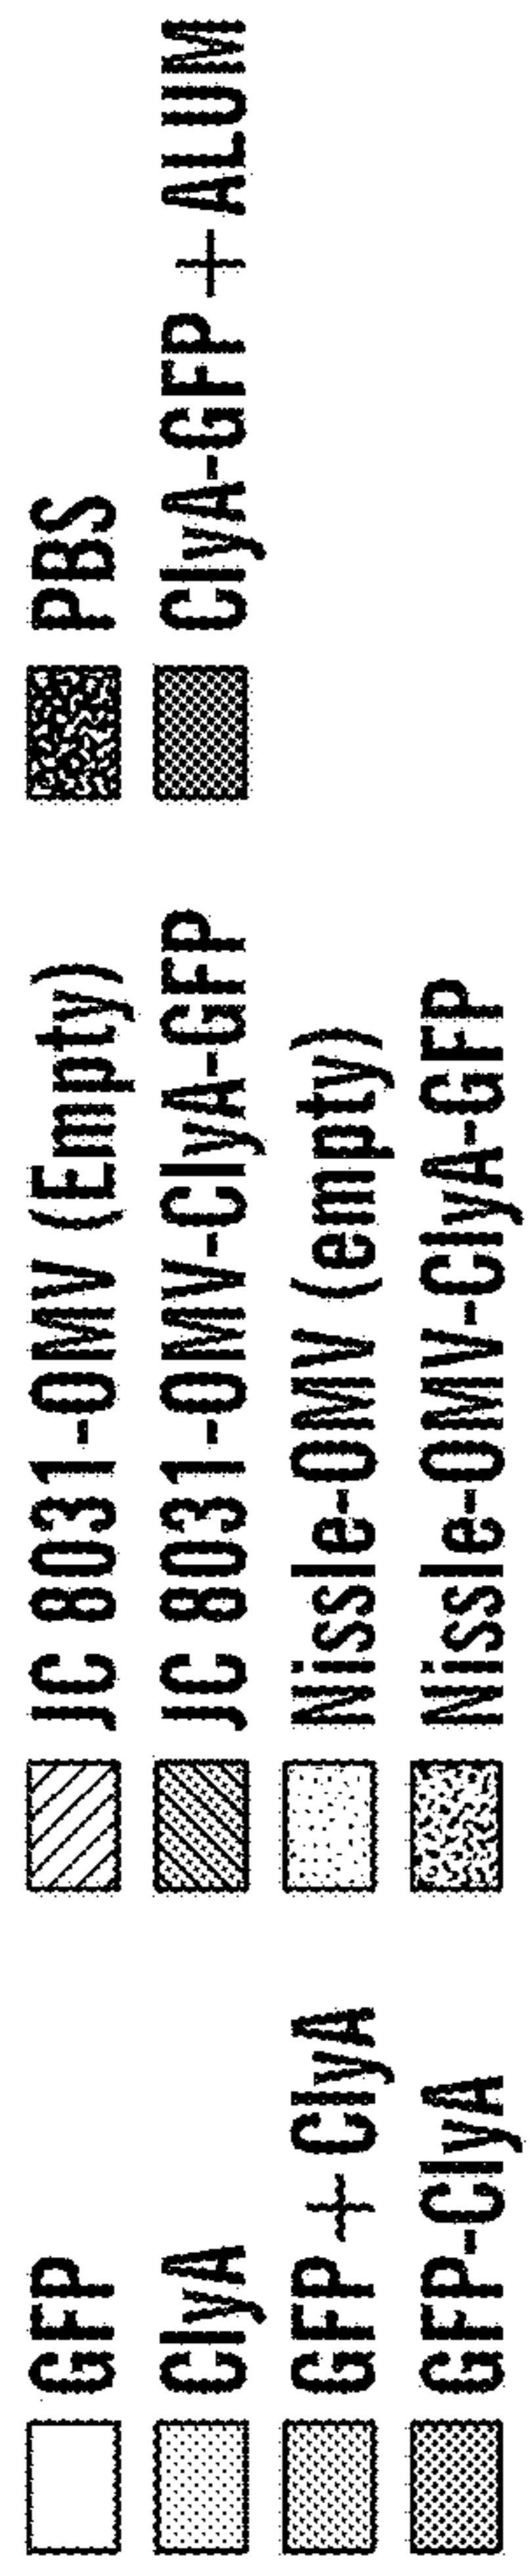 GFP
ClyA
GFP + ClyA
GFP-ClyA
JC 8031-OMV (Empty)
JC 8031-OMV-ClyA-GFP
Nissle-OMV (empty)
Nissle-OMV-ClyA-GFP
PBS
ClyA-GFP + ALUM